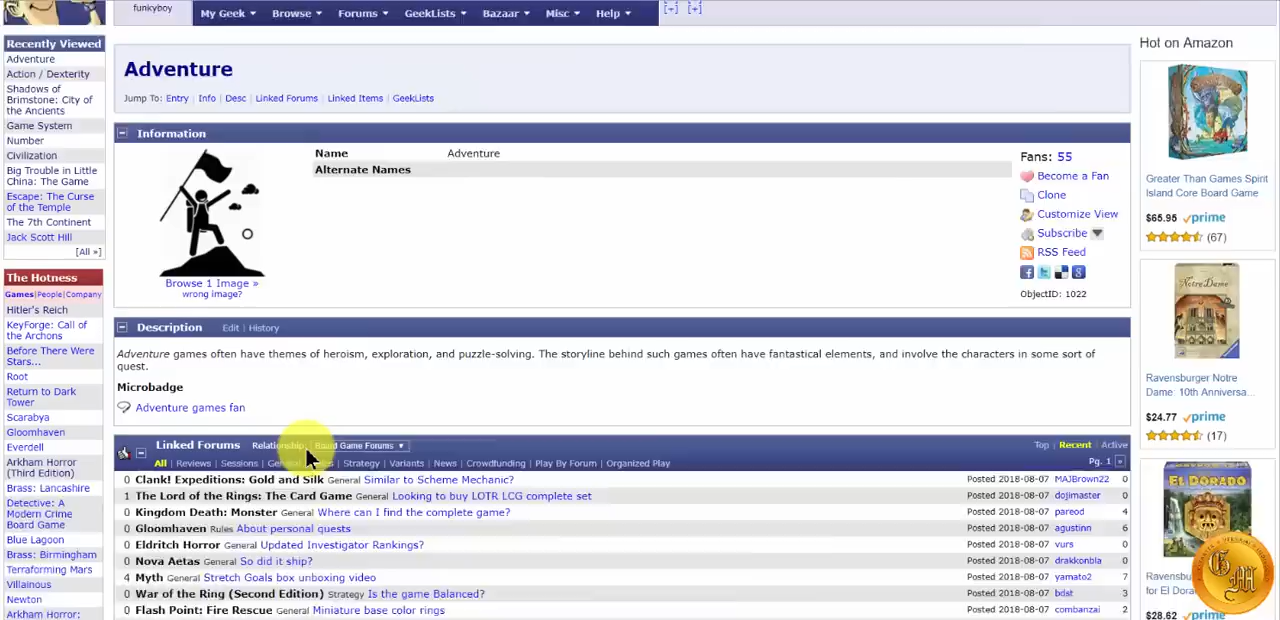 funkyboy
My Geek Browse Forums GeekLists Bazaar Misc Help [+] [+]
Recently Viewed
Adventure
Action / Dexterity
Shadows of
Brimstone: City of
the Ancients
Game System
Number
Civilization
Big Trouble in Little
China: The Game
Escape: The Curse
of the Temple
The 7th Continent
Jack Scott Hill
[All »]
The Hotness
Games|People|Company
Hitler's Reich
KeyForge: Call of
the Archons
Before There Were
Stars...
Root
Return to Dark
Tower
Scarabya
Gloomhaven
Everdell
Arkham Horror
(Third Edition)
Brass: Lancashire
Detective: A
Modern Crime
Board Game
Blue Lagoon
Brass: Birmingham
Terraforming Mars
Villainous
Newton
Arkham Horror:
Adventure
Jump To: Entry | Info | Desc | Linked Forums | Linked Items | GeekLists
Information
Name Adventure
Alternate Names
Browse 1 Image »
wrong image?
Fans: 55
Become a Fan
Clone
Customize View
Subscribe
RSS Feed
ObjectID: 1022
Description Edit | History
Adventure games often have themes of heroism, exploration, and puzzle-solving. The storyline behind such games often have fantastical elements, and involve the characters in some sort of
quest.
Microbadge
Adventure games fan
Linked Forums Relationship: Board Game Forums Top | Recent | Active
All | Reviews | Sessions | | Strategy | Variants | News | Crowdfunding | Play By Forum | Organized Play Pg. 1
0 Clank! Expeditions: Gold and Silk General Similar to Scheme Mechanic? Posted 2018-08-07 MAJBrown22 0
1 The Lord of the Rings: The Card Game General Looking to buy LOTR LCG complete set Posted 2018-08-07 dojimaster 0
0 Kingdom Death: Monster General Where can I find the complete game? Posted 2018-08-07 pareod 4
0 Gloomhaven Rules About personal quests Posted 2018-08-07 agustinn 6
0 Eldritch Horror General Updated Investigator Rankings? Posted 2018-08-07 vurs 0
0 Nova Aetas General So did it ship? Posted 2018-08-07 drakkonbla 0
4 Myth General Stretch Goals box unboxing video Posted 2018-08-07 yamato2 7
0 War of the Ring (Second Edition) Strategy Is the game Balanced? Posted 2018-08-07 bdst 3
0 Flash Point: Fire Rescue General Miniature base color rings Posted 2018-08-07 combanzai 2
Hot on Amazon
Greater Than Games Spirit
Island Core Board Game
$65.95 prime
(67)
Notre Dame
Ravensburger Notre
Dame: 10th Anniversa...
$24.77 prime
(17)
EL DORADO
Ravensbu
for El Dora
$28.62 prime
GM